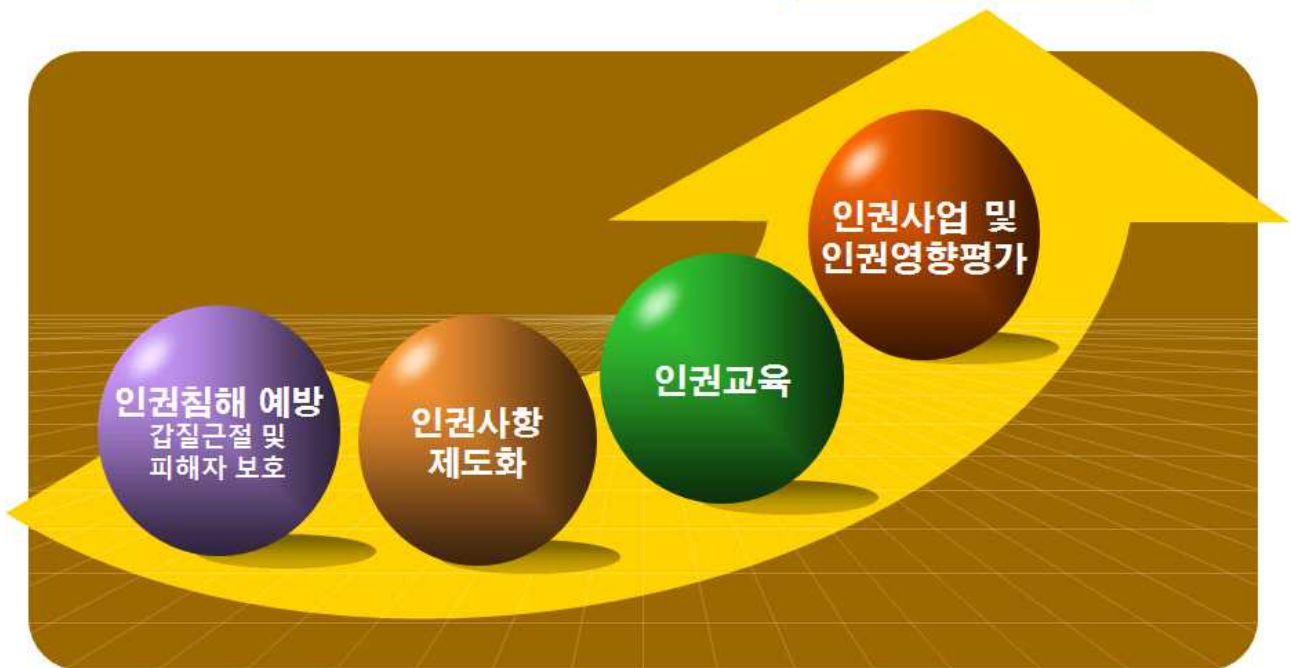 인권침해 예방
갑질근절 및
피해자 보호
인권사항
제도화
인권교육
인권사업 및
인권영향평가